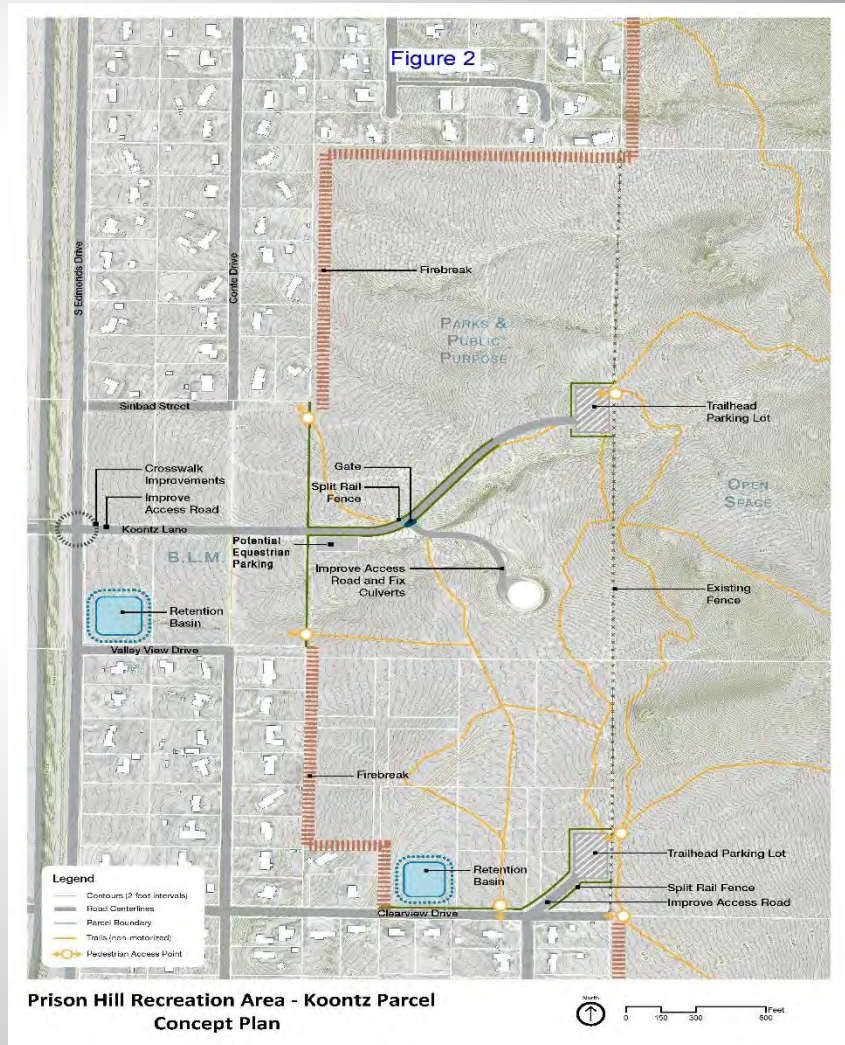 Figure 2
S Edmonds Drive
Conte Drive
Firebreak
PARKS &
PUBLIC
PURPOSE
Sinbad Street
Trailhead
Parking Lot
Crosswalk
Improvements
Improve
Access Road
Gate
Split Rail
Fence
OPEN
SPACE
Koontz Lane
B.L.M.
Potential
Equestrian
Parking
Improve Access
Road and Fix
Culverts
Existing
Fence
Retention
Basin
Valley View Drive
Firebreak
Retention
Basin
Trailhead Parking Lot
Split Rail Fence
Improve Access Road
Clearview Drive
Legend
Contours (2 foot intervals)
Road Centerlines
Parcel Boundary
Trails (non-motorized)
Pedestrian Access Point
Prison Hill Recreation Area - Koontz Parcel
Concept Plan
North
0 150 300 600 Feet